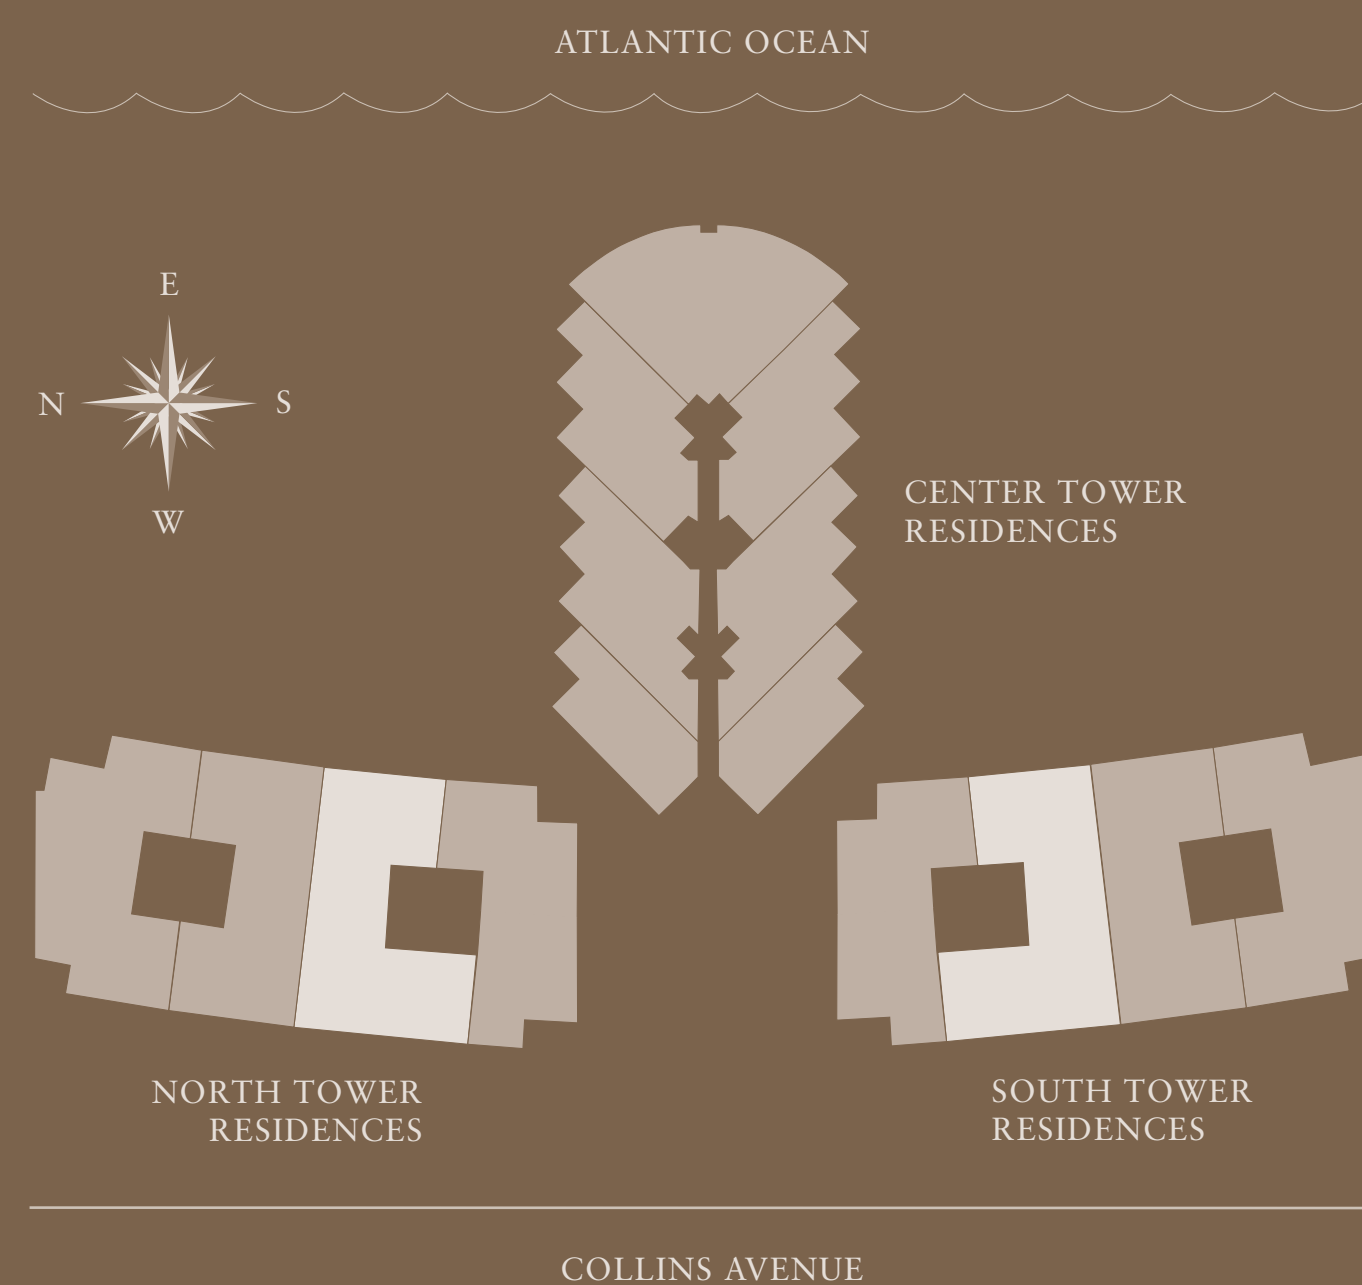 ATLANTIC OCEAN
E
N
S
W
CENTER TOWER
RESIDENCES
NORTH TOWER
RESIDENCES
SOUTH TOWER
RESIDENCES
COLLINS AVENUE